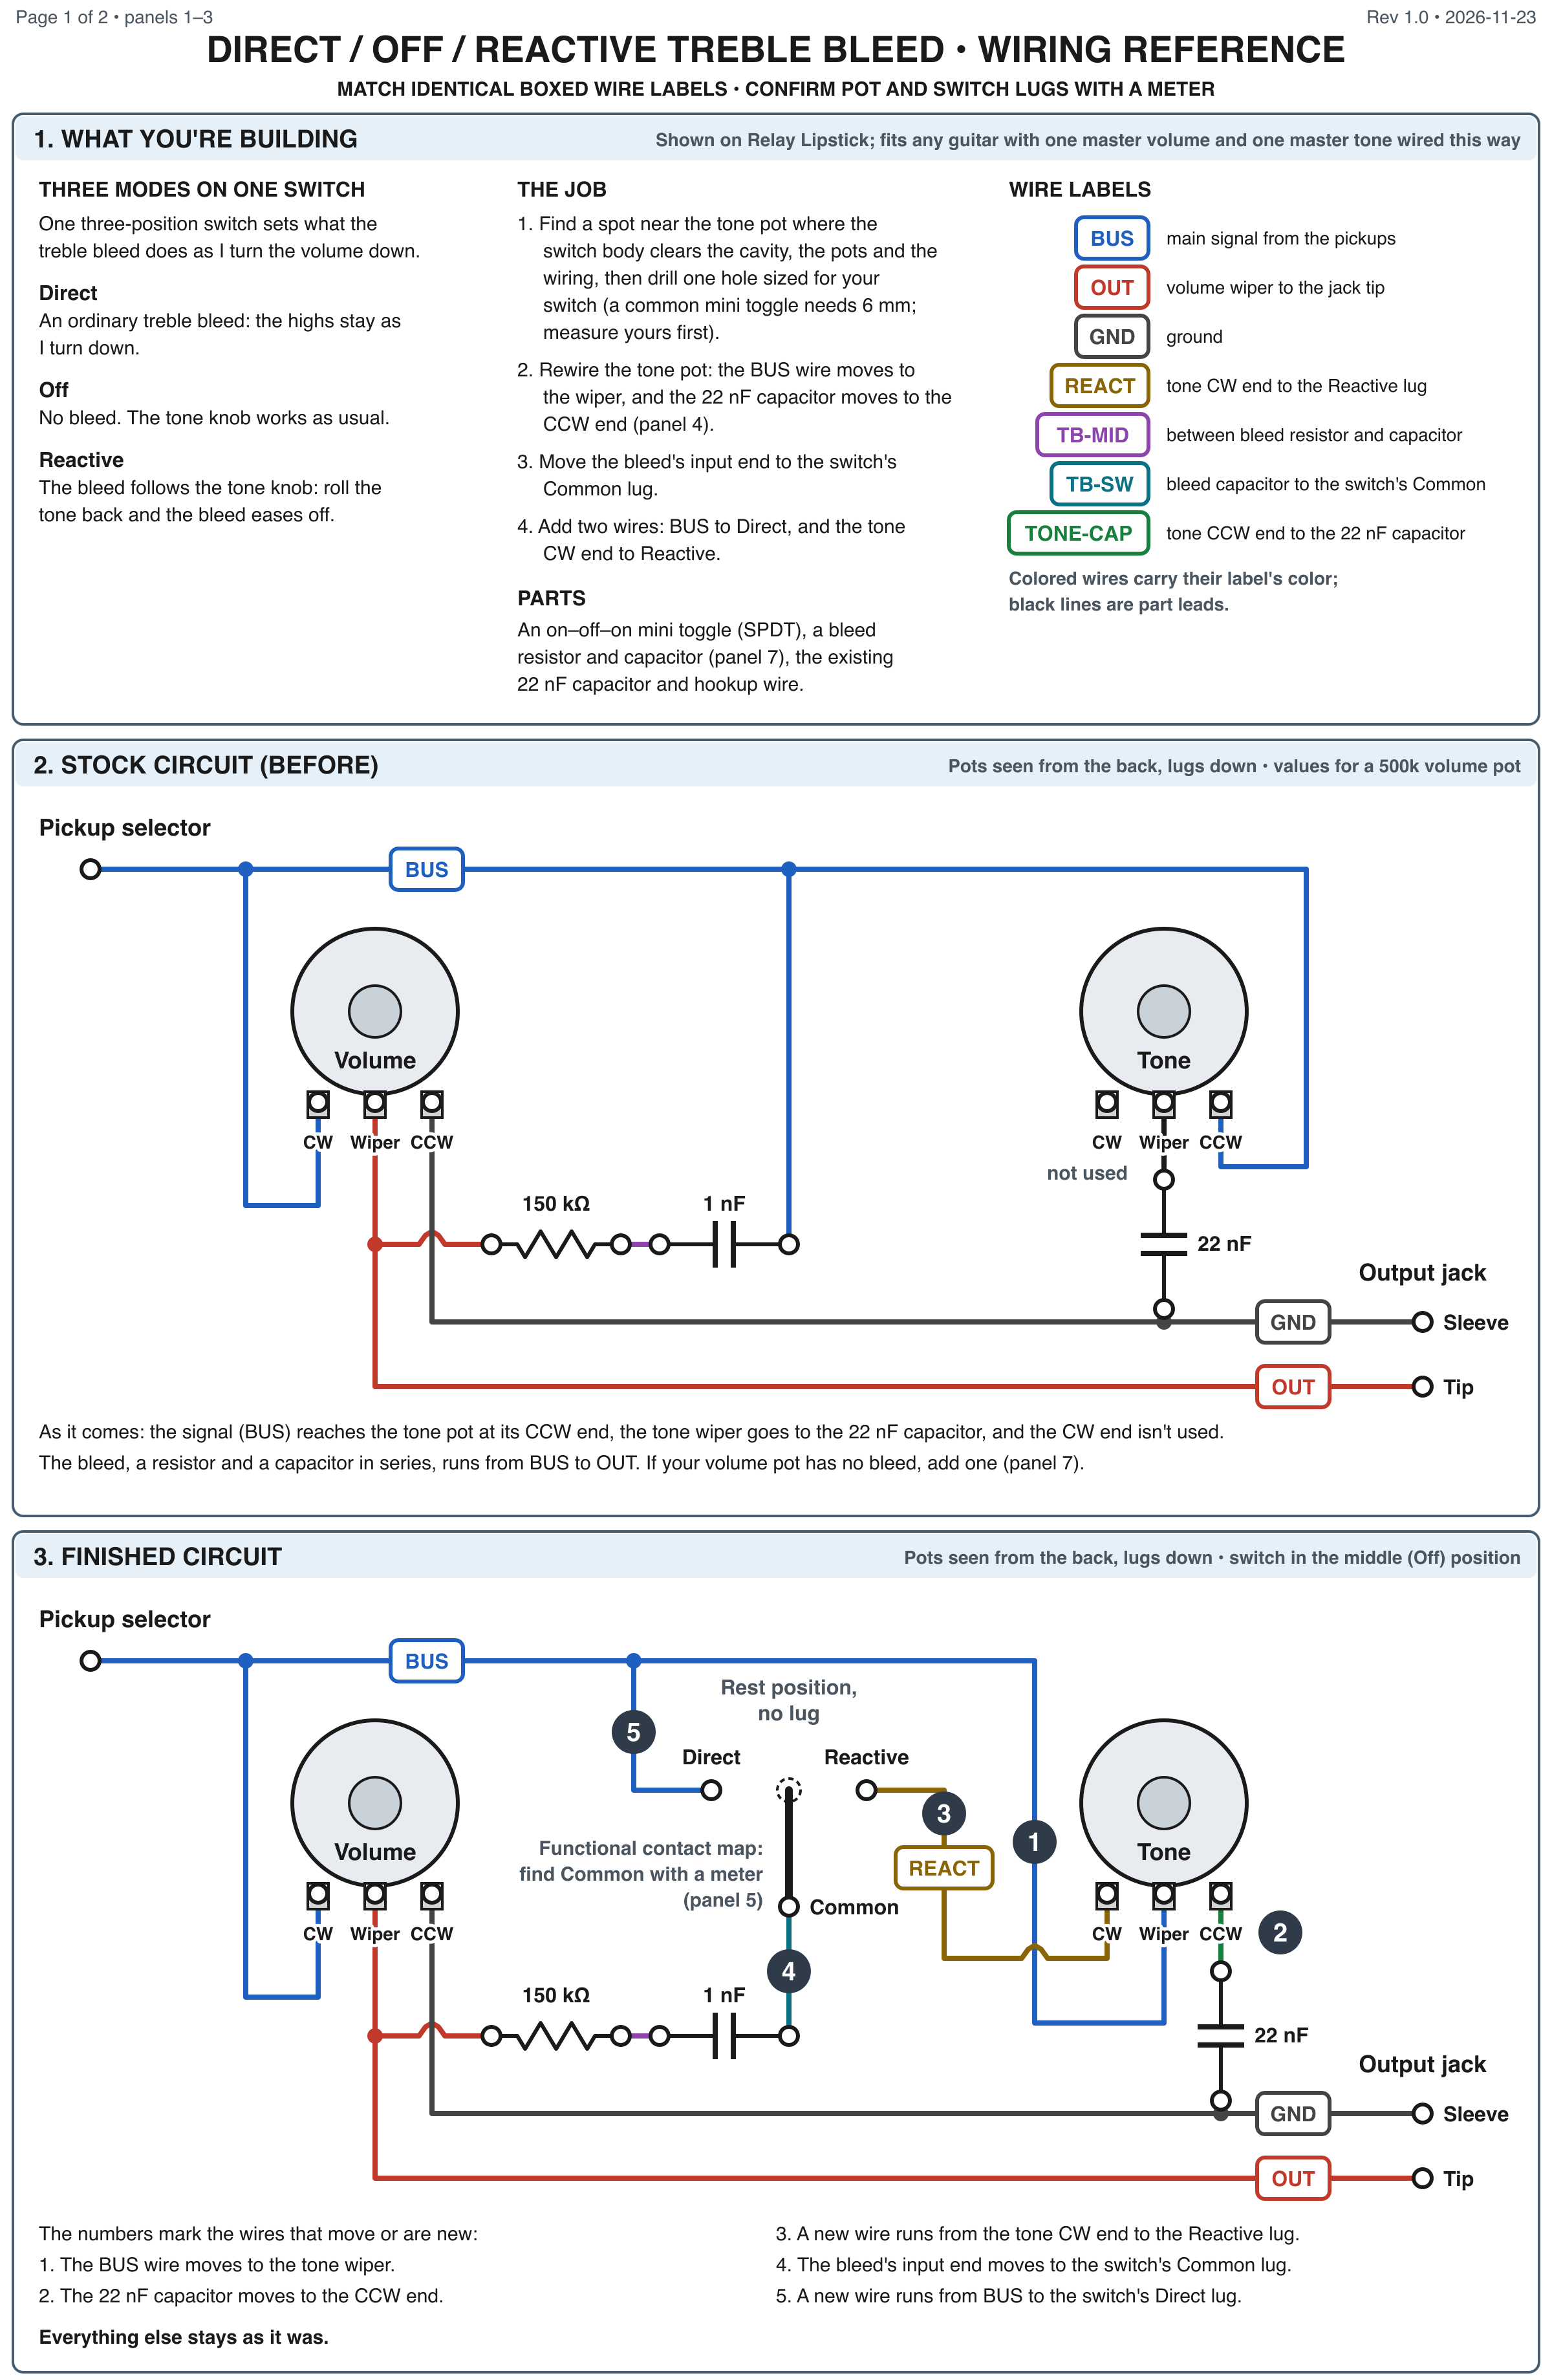 Page 1 of 2 • panels 1–3
Rev 1.0 • 2026-11-23
DIRECT / OFF / REACTIVE TREBLE BLEED • WIRING REFERENCE
MATCH IDENTICAL BOXED WIRE LABELS • CONFIRM POT AND SWITCH LUGS WITH A METER
1. WHAT YOU'RE BUILDING
Shown on Relay Lipstick; fits any guitar with one master volume and one master tone wired this way
THREE MODES ON ONE SWITCH
One three-position switch sets what the
treble bleed does as I turn the volume down.
Direct
An ordinary treble bleed: the highs stay as
I turn down.
Off
No bleed. The tone knob works as usual.
Reactive
The bleed follows the tone knob: roll the
tone back and the bleed eases off.
THE JOB
1. Find a spot near the tone pot where the
switch body clears the cavity, the pots and the
wiring, then drill one hole sized for your
switch (a common mini toggle needs 6 mm;
measure yours first).
2. Rewire the tone pot: the BUS wire moves to
the wiper, and the 22 nF capacitor moves to the
CCW end (panel 4).
3. Move the bleed's input end to the switch's
Common lug.
4. Add two wires: BUS to Direct, and the tone
CW end to Reactive.
PARTS
An on–off–on mini toggle (SPDT), a bleed
resistor and capacitor (panel 7), the existing
22 nF capacitor and hookup wire.
WIRE LABELS
BUS main signal from the pickups
OUT volume wiper to the jack tip
GND ground
REACT tone CW end to the Reactive lug
TB-MID between bleed resistor and capacitor
TB-SW bleed capacitor to the switch's Common
TONE-CAP tone CCW end to the 22 nF capacitor
Colored wires carry their label's color;
black lines are part leads.
2. STOCK CIRCUIT (BEFORE)
Pots seen from the back, lugs down • values for a 500k volume pot
Pickup selector
BUS
Volume
Tone
CW Wiper CCW
CW Wiper CCW
not used
150 kΩ
1 nF
22 nF
Output jack
GND
Sleeve
OUT
Tip
As it comes: the signal (BUS) reaches the tone pot at its CCW end, the tone wiper goes to the 22 nF capacitor, and the CW end isn't used.
The bleed, a resistor and a capacitor in series, runs from BUS to OUT. If your volume pot has no bleed, add one (panel 7).
3. FINISHED CIRCUIT
Pots seen from the back, lugs down • switch in the middle (Off) position
Pickup selector
BUS
Rest position,
no lug
5
Direct
Reactive
3
1
Volume
Functional contact map:
find Common with a meter
(panel 5)
REACT
Tone
Common
CW Wiper CCW
CW Wiper CCW
2
4
150 kΩ
1 nF
22 nF
Output jack
GND
Sleeve
OUT
Tip
The numbers mark the wires that move or are new:
1. The BUS wire moves to the tone wiper.
2. The 22 nF capacitor moves to the CCW end.
3. A new wire runs from the tone CW end to the Reactive lug.
4. The bleed's input end moves to the switch's Common lug.
5. A new wire runs from BUS to the switch's Direct lug.
Everything else stays as it was.